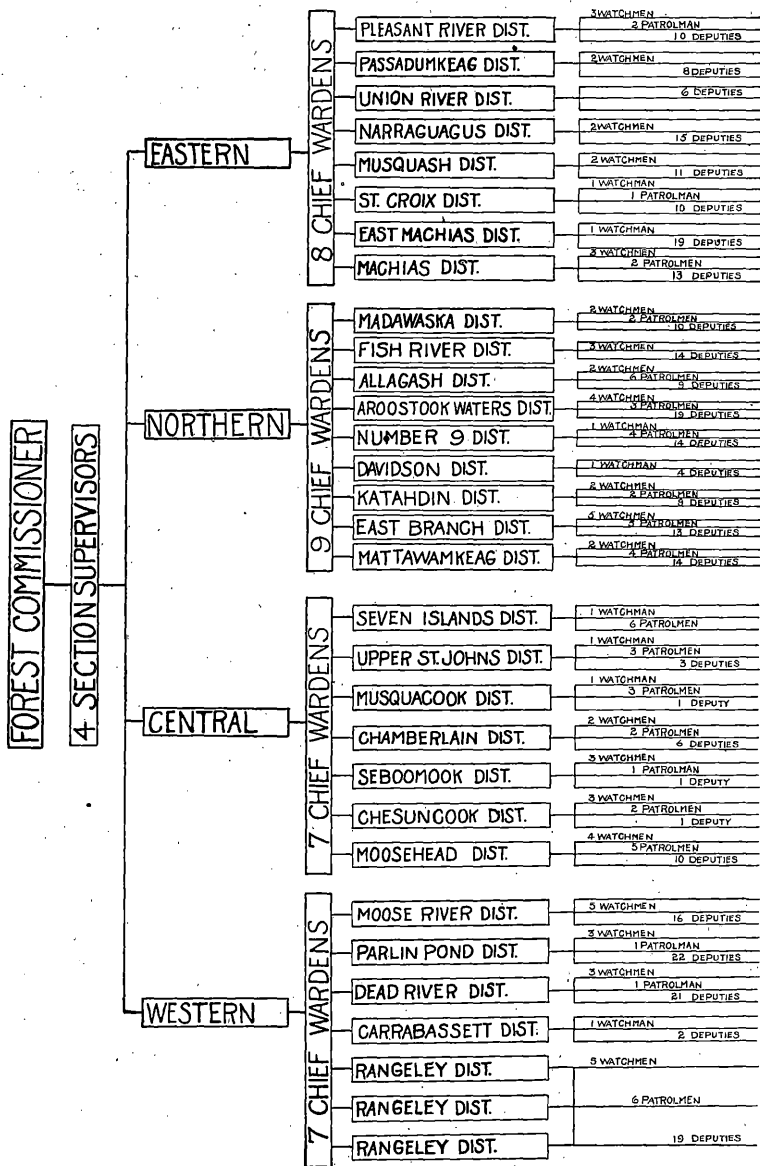 FOREST COMMISSIONER
4 SECTION SUPERVISORS
EASTERN
8 CHIEF WARDENS
PLEASANT RIVER DIST.
3 WATCHMEN
2 PATROLMAN
10 DEPUTIES
PASSADUMKEAG DIST.
2 WATCHMEN
8 DEPUTIES
UNION RIVER DIST.
6 DEPUTIES
NARRAGUAGUS DIST.
2 WATCHMEN
15 DEPUTIES
MUSQUASH DIST.
2 WATCHMEN
11 DEPUTIES
ST. CROIX DIST.
1 WATCHMAN
1 PATROLMAN
10 DEPUTIES
EAST MACHIAS DIST.
1 WATCHMAN
19 DEPUTIES
MACHIAS DIST.
3 WATCHMEN
2 PATROLMEN
13 DEPUTIES
NORTHERN
9 CHIEF WARDENS
MADAWASKA DIST.
2 WATCHMEN
2 PATROLMEN
10 DEPUTIES
FISH RIVER DIST.
3 WATCHMEN
14 DEPUTIES
ALLAGASH DIST.
2 WATCHMEN
6 PATROLMEN
9 DEPUTIES
AROOSTOOK WATERS DIST.
4 WATCHMEN
3 PATROLMEN
19 DEPUTIES
NUMBER 9 DIST.
1 WATCHMAN
4 PATROLMEN
14 DEPUTIES
DAVIDSON DIST.
1 WATCHMAN
4 DEPUTIES
KATAHDIN DIST.
2 WATCHMEN
2 PATROLMEN
DEPUTIES
EAST BRANCH DIST.
WATCHMEN
PATROLMEN
13 DEPUTIES
MATTAWAMKEAG DIST.
2 WATCHMEN
4 PATROLMEN
14 DEPUTIES
CENTRAL
7 CHIEF WARDENS
SEVEN ISLANDS DIST.
1 WATCHMAN
6 PATROLMEN
UPPER ST. JOHNS DIST.
1 WATCHMAN
3 PATROLMEN
3 DEPUTIES
MUSQUACOOK DIST.
1 WATCHMAN
3 PATROLMEN
1 DEPUTY
CHAMBERLAIN DIST.
2 WATCHMEN
2 PATROLMEN
6 DEPUTIES
SEBOOMOOK DIST.
3 WATCHMEN
1 PATROLMAN
1 DEPUTY
CHESUNCOOK DIST.
3 WATCHMEN
2 PATROLMEN
1 DEPUTY
MOOSEHEAD DIST.
4 WATCHMEN
5 PATROLMEN
10 DEPUTIES
WESTERN
7 CHIEF WARDENS
MOOSE RIVER DIST.
5 WATCHMEN
16 DEPUTIES
PARLIN POND DIST.
3 WATCHMEN
1 PATROLMAN
22 DEPUTIES
DEAD RIVER DIST.
3 WATCHMEN
1 PATROLMAN
21 DEPUTIES
CARRABASSETT DIST.
1 WATCHMAN
2 DEPUTIES
RANGELEY DIST.
5 WATCHMEN
RANGELEY DIST.
6 PATROLMEN
RANGELEY DIST.
19 DEPUTIES